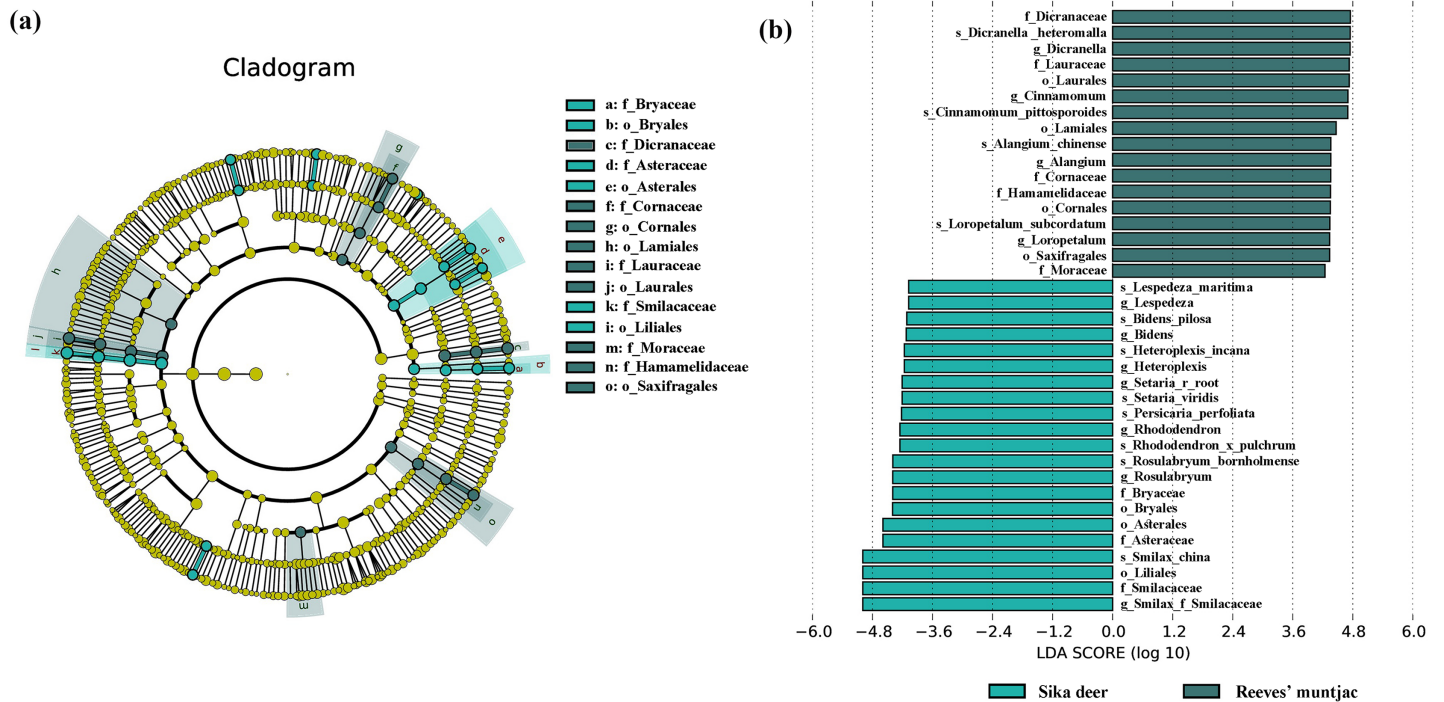 (a)
Cladogram
a: f_Bryaceae
b: o_Bryales
c: f_Dicranaceae
d: f_Asteraceae
e: o_Asterales
f: f_Cornaceae
g: o_Cornales
h: o_Lamiales
i: f_Lauraceae
j: o_Laurales
k: f_Smilacaceae
i: o_Liliales
m: f_Moraceae
n: f_Hamamelidaceae
o: o_Saxifragales
g
f
e
d
c
b
a
h
j
i
l
k
n
o
m
(b)
f_Dicranaceae
s_Dicranella_heteromalla
g_Dicranella
f_Lauraceae
o_Laurales
g_Cinnamomum
s_Cinnamomum_pittosporoides
o_Lamiales
s_Alangium_chinense
g_Alangium
f_Cornaceae
f_Hamamelidaceae
o_Cornales
s_Loropetalum_subcordatum
g_Loropetalum
o_Saxifragales
f_Moraceae
s_Lespedeza_maritima
g_Lespedeza
s_Bidens_pilosa
g_Bidens
s_Heteroplexis_incana
g_Heteroplexis
g_Setaria_r_root
s_Setaria_viridis
s_Persicaria_perfoliata
g_Rhododendron
s_Rhododendron_x_pulchrum
s_Rosulabryum_bornholmense
g_Rosulabryum
f_Bryaceae
o_Bryales
o_Asterales
f_Asteraceae
s_Smilax_china
o_Liliales
f_Smilacaceae
g_Smilax_f_Smilacaceae
−6.0 −4.8 −3.6 −2.4 −1.2 0.0 1.2 2.4 3.6 4.8 6.0
LDA SCORE (log 10)
Sika deer Reeves’ muntjac